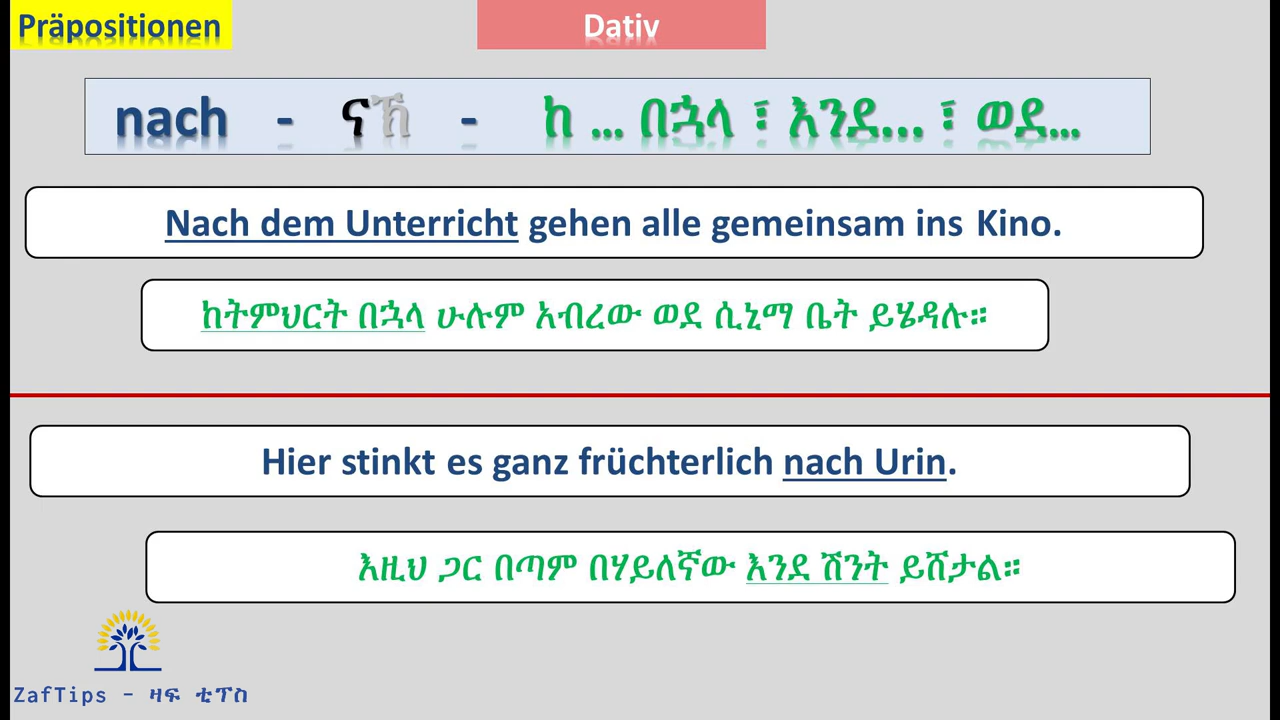 Präpositionen
Dativ
nach - ናኽ - ከ ... በኋላ ፣ እንደ... ፣ ወደ...
Nach dem Unterricht gehen alle gemeinsam ins Kino.
ከትምህርት በኋላ ሁሉም አብረው ወደ ሲኒማ ቤት ይሄዳሉ።
Hier stinkt es ganz früchterlich nach Urin.
እዚህ ጋር በጣም በሃይለኛው እንደ ሽንት ይሸታል።
ZafTips - ዛፍ ቲፕስ